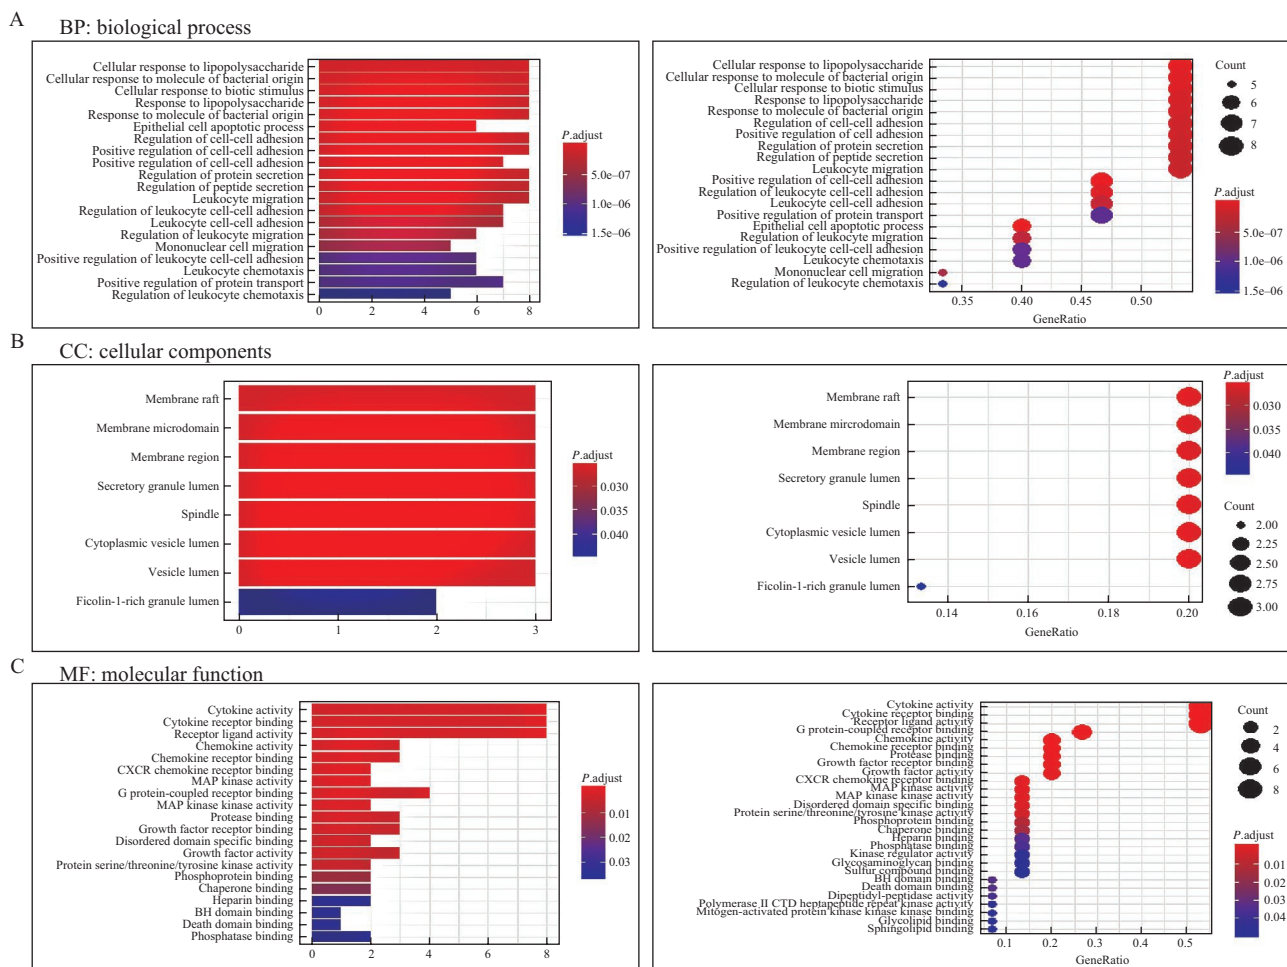 A
BP: biological process
Cellular response to lipopolysaccharide
Cellular response to molecule of bacterial origin
Cellular response to biotic stimulus
Response to lipopolysaccharide
Response to molecule of bacterial origin
Epithelial cell apoptotic process
Regulation of cell-cell adhesion
Positive regulation of cell adhesion
Positive regulation of cell-cell adhesion
Regulation of protein secretion
Regulation of peptide secretion
Leukocyte migration
Regulation of leukocyte cell-cell adhesion
Leukocyte cell-cell adhesion
Regulation of leukocyte migration
Mononuclear cell migration
Positive regulation of leukocyte cell-cell adhesion
Leukocyte chemotaxis
Positive regulation of protein transport
Regulation of leukocyte chemotaxis
0 2 4 6 8
P.adjust
5.0e−07
1.0e−06
1.5e−06
Cellular response to lipopolysaccharide
Cellular response to molecule of bacterial origin
Cellular response to biotic stimulus
Response to lipopolysaccharide
Response to molecule of bacterial origin
Regulation of cell-cell adhesion
Positive regulation of cell adhesion
Regulation of protein secretion
Regulation of peptide secretion
Leukocyte migration
Positive regulation of cell-cell adhesion
Regulation of leukocyte cell-cell adhesion
Leukocyte cell-cell adhesion
Positive regulation of protein transport
Epithelial cell apoptotic process
Regulation of leukocyte migration
Positive regulation of leukocyte cell-cell adhesion
Leukocyte chemotaxis
Mononuclear cell migration
Regulation of leukocyte chemotaxis
0.35 0.40 0.45 0.50
GeneRatio
Count
5
6
7
8
P.adjust
5.0e−07
1.0e−06
1.5e−06
B
CC: cellular components
Membrane raft
Membrane microdomain
Membrane region
Secretory granule lumen
Spindle
Cytoplasmic vesicle lumen
Vesicle lumen
Ficolin-1-rich granule lumen
0 1 2 3
P.adjust
0.030
0.035
0.040
Membrane raft
Membrane mircrodomain
Membrane region
Secretory granule lumen
Spindle
Cytoplasmic vesicle lumen
Vesicle lumen
Ficolin-1-rich granule lumen
0.14 0.16 0.18 0.20
GeneRatio
P.adjust
0.030
0.035
0.040
Count
2.00
2.25
2.50
2.75
3.00
C
MF: molecular function
Cytokine activity
Cytokine receptor binding
Receptor ligand activity
Chemokine activity
Chemokine receptor binding
CXCR chemokine receptor binding
MAP kinase activity
G protein-coupled receptor binding
MAP kinase kinase activity
Protease binding
Growth factor receptor binding
Disordered domain specific binding
Growth factor activity
Protein serine/threonine/tyrosine kinase activity
Phosphoprotein binding
Chaperone binding
Heparin binding
BH domain binding
Death domain binding
Phosphatase binding
0 2 4 6 8
P.adjust
0.01
0.02
0.03
Cytokine activity
Cytokine receptor binding
Receptor ligand activity
G protein-coupled receptor binding
Chemokine activity
Chemokine receptor binding
Protease binding
Growth factor receptor binding
Growth factor activity
CXCR chemokine receptor binding
MAP kinase activity
MAP kinase kinase activity
Disordered domain specific binding
Protein serine/threonine/tyrosine kinase activity
Phosphoprotein binding
Chaperone binding
Heparin binding
Phosphatase binding
Kinase regulator activity
Glycosaminoglycan binding
Sulfur compound binding
BH domain binding
Death domain binding
Dipeptidyl-peptidase activity
Polymerase II CTD heptapeptide repeat kinase activity
Mitogen-activated protein kinase kinase kinase binding
Glycolipid binding
Sphingolipid binding
0.1 0.2 0.3 0.4 0.5
GeneRatio
Count
2
4
6
8
P.adjust
0.01
0.02
0.03
0.04